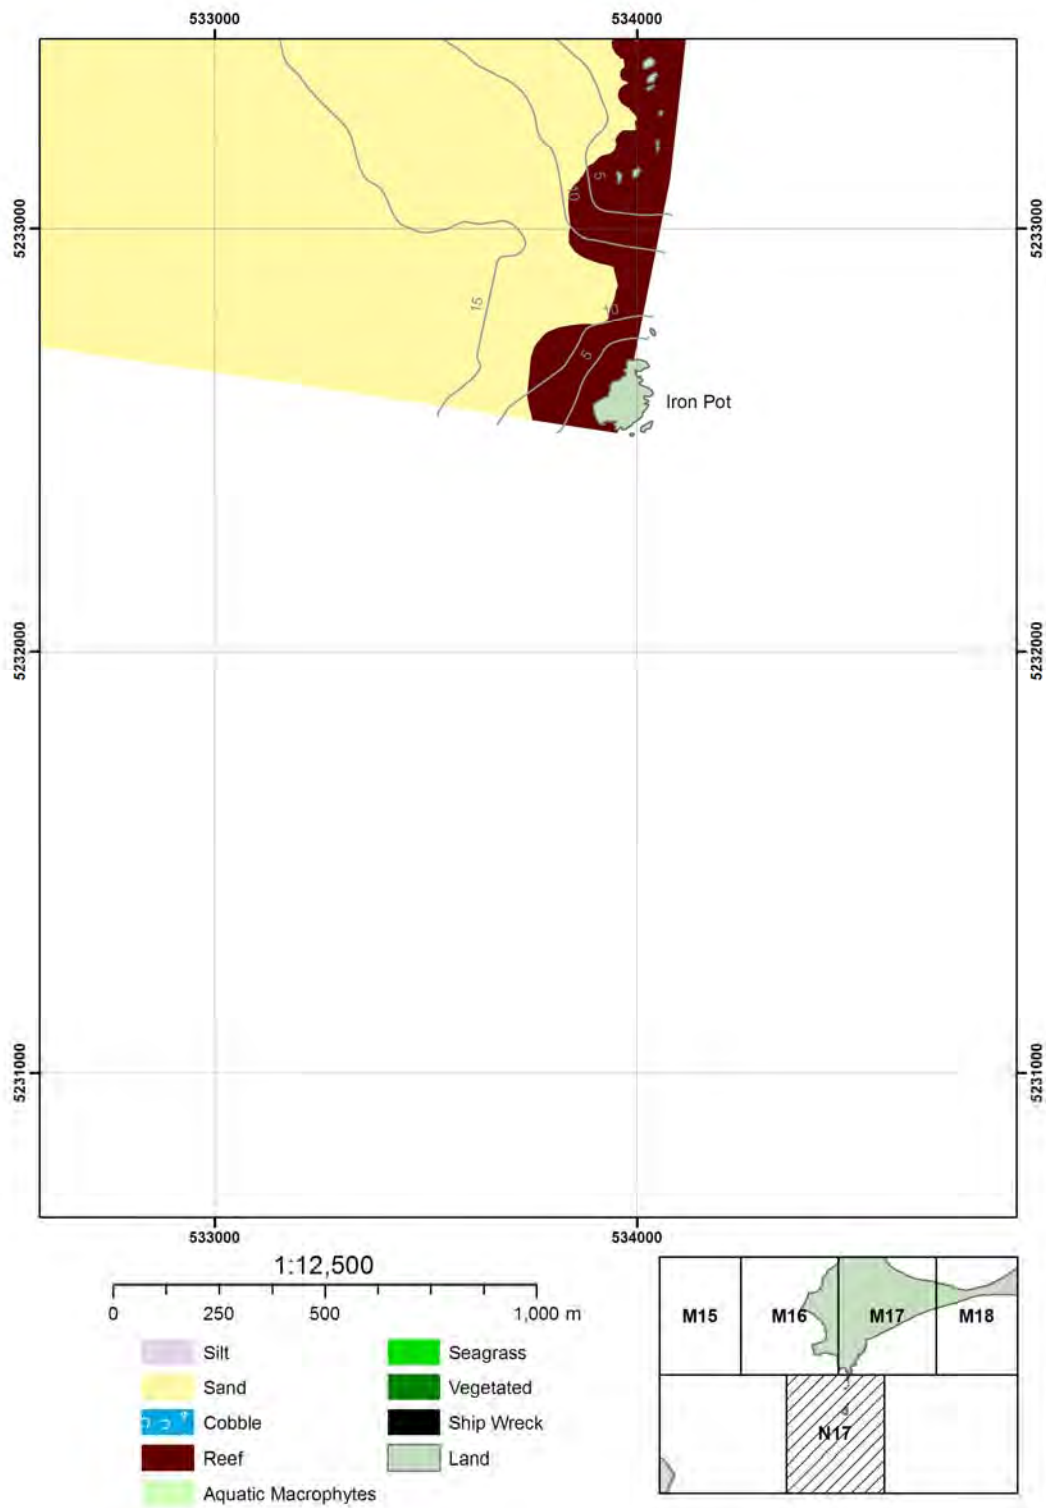 533000 534000
5233000 5233000
5
10
15
10
5
Iron Pot
5232000 5232000
5231000 5231000
533000 534000
1:12,500
0 250 500 1,000 m
Silt
Sand
Cobble
Reef
Aquatic Macrophytes
Seagrass
Vegetated
Ship Wreck
Land
M15 M16 M17 M18
N17